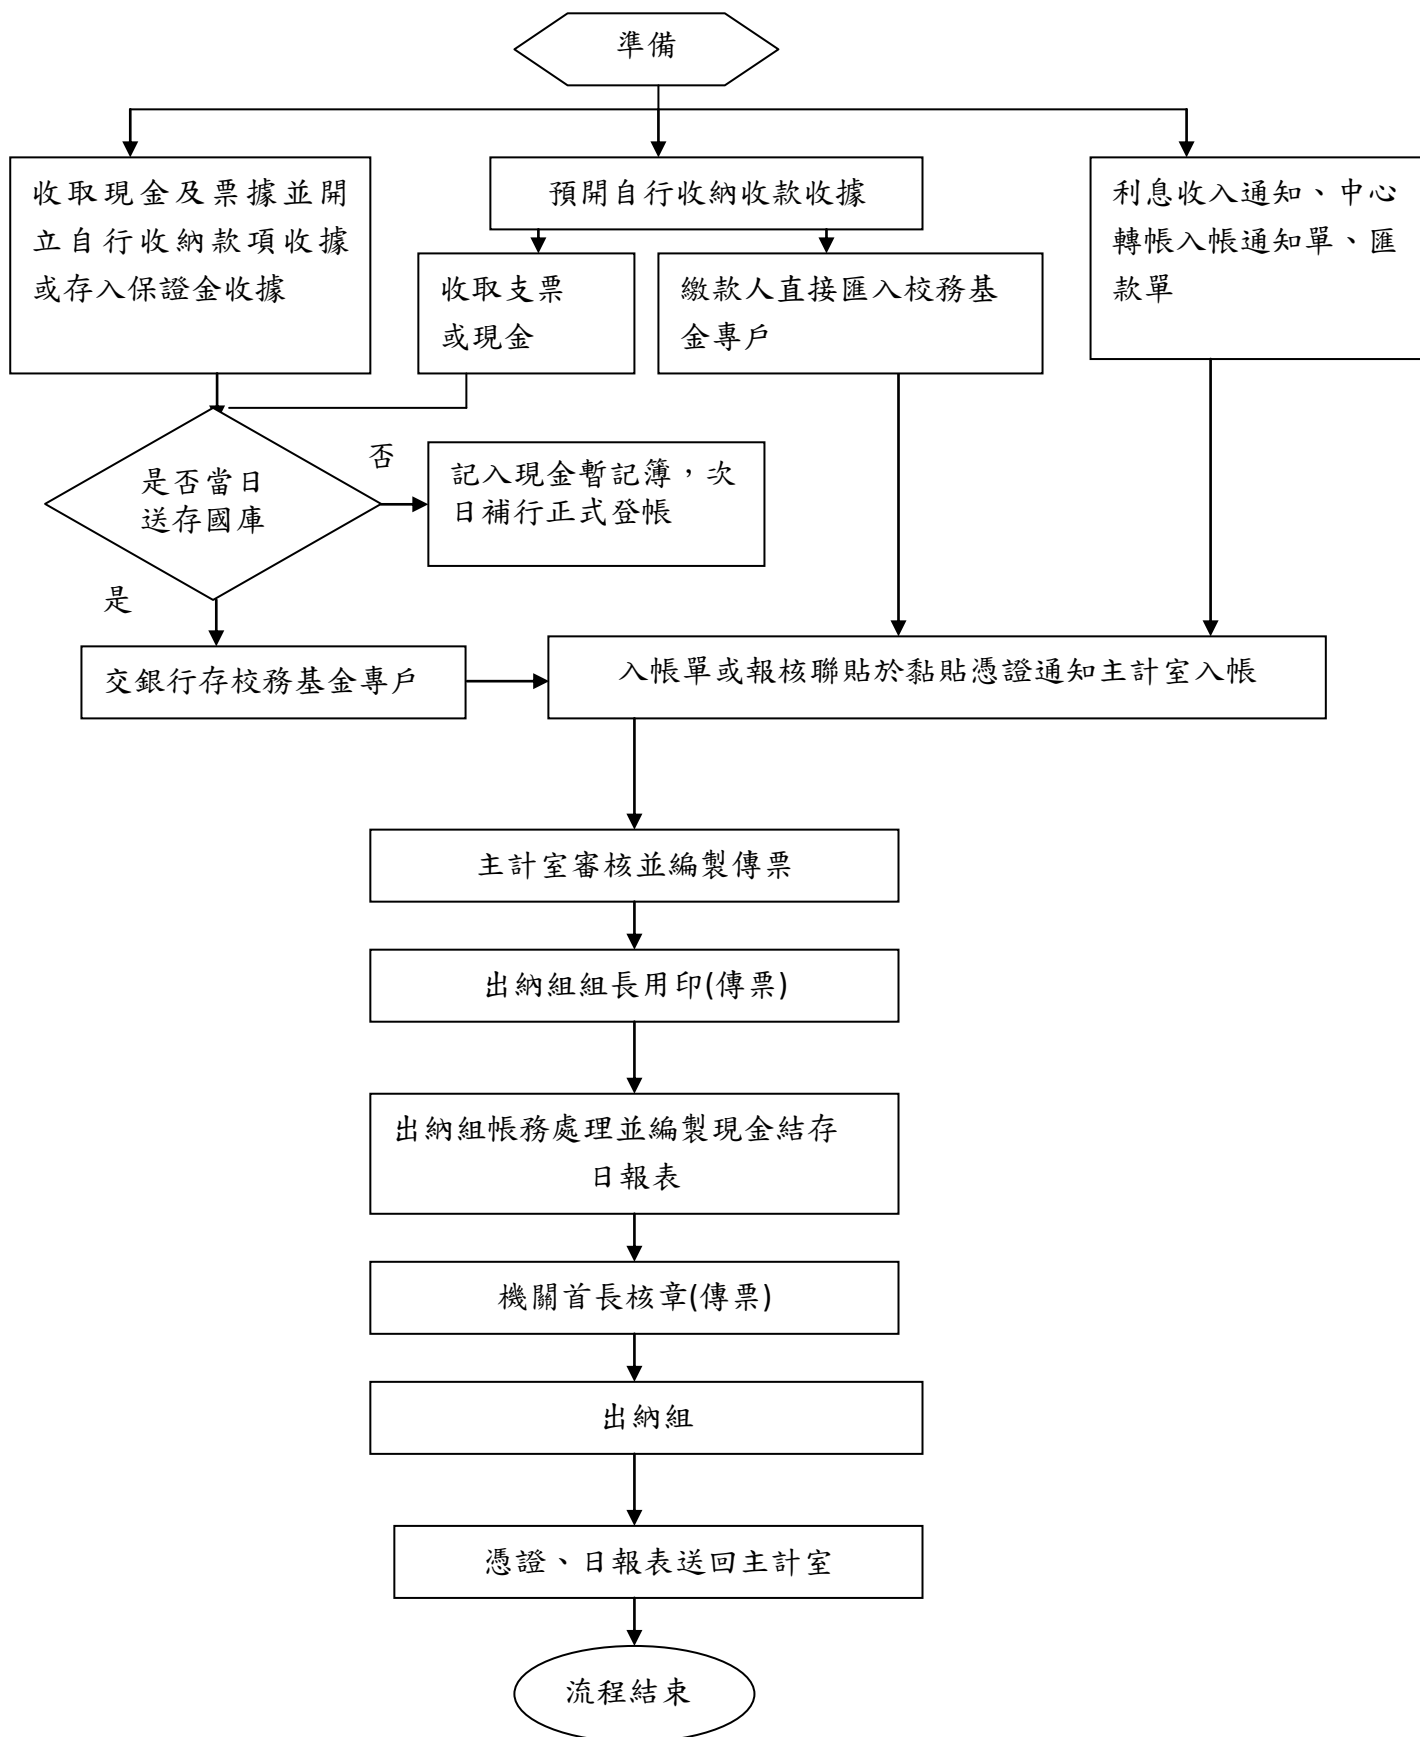 準備
收取現金及票據並開
立自行收納款項收據
或存入保證金收據
預開自行收納收款收據
利息收入通知、中心
轉帳入帳通知單、匯
款單
收取支票
或現金
繳款人直接匯入校務基
金專戶
是否當日
送存國庫
否
記入現金暫記簿，次
日補行正式登帳
是
交銀行存校務基金專戶
入帳單或報核聯貼於黏貼憑證通知主計室入帳
主計室審核並編製傳票
出納組組長用印(傳票)
出納組帳務處理並編製現金結存
日報表
機關首長核章(傳票)
出納組
憑證、日報表送回主計室
流程結束